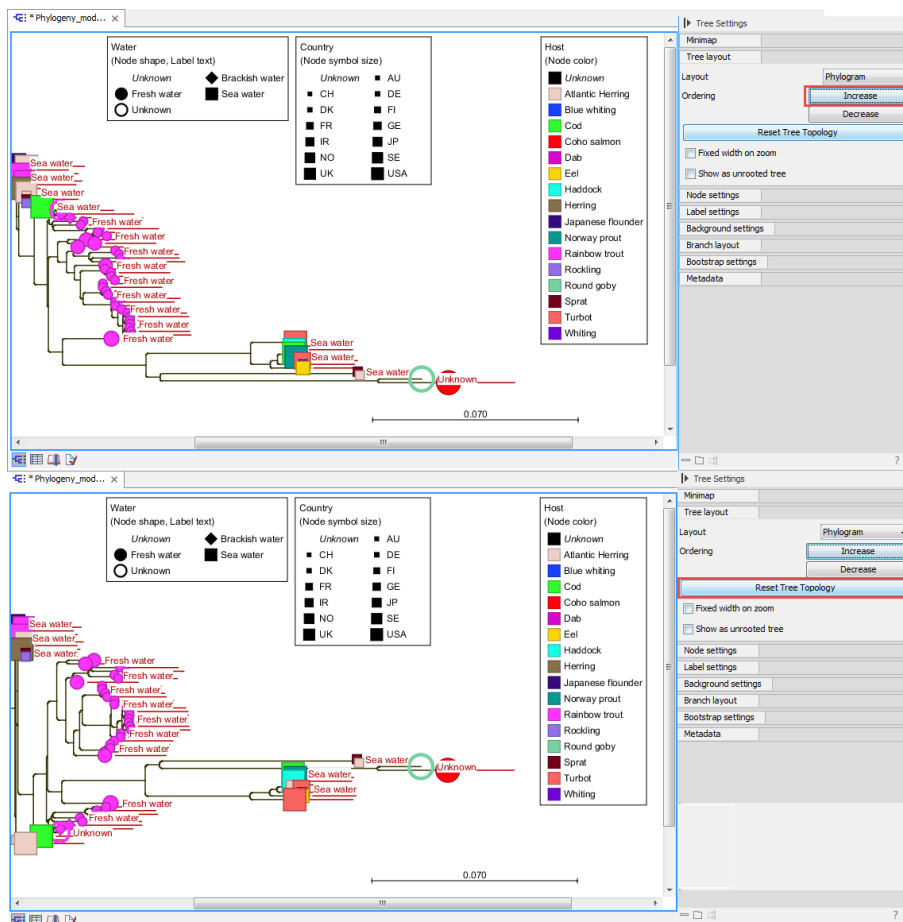 * Phylogeny_mod... ×
Tree Settings
Minimap
Tree layout
Layout Phylogram
Ordering Increase
Decrease
Reset Tree Topology
Fixed width on zoom
Show as unrooted tree
Node settings
Label settings
Background settings
Branch layout
Bootstrap settings
Metadata
Water
(Node shape, Label text)
Unknown Brackish water
Fresh water Sea water
Unknown
Country
(Node symbol size)
Unknown AU
CH DE
DK FI
FR GE
IR JP
NO SE
UK USA
Host
(Node color)
Unknown
Atlantic Herring
Blue whiting
Cod
Coho salmon
Dab
Eel
Haddock
Herring
Japanese flounder
Norway prout
Rainbow trout
Rockling
Round goby
Sprat
Turbot
Whiting
Sea water
Sea water
Sea water
Sea water
Fresh water
Fresh water
Fresh water
Fresh water
Fresh water
Fresh water
Fresh water
Fresh water
Sea water
Sea water
Sea water
Unknown
0.070
?
* Phylogeny_mod... ×
Tree Settings
Minimap
Tree layout
Layout Phylogram
Ordering Increase
Decrease
Reset Tree Topology
Fixed width on zoom
Show as unrooted tree
Node settings
Label settings
Background settings
Branch layout
Bootstrap settings
Metadata
Water
(Node shape, Label text)
Unknown Brackish water
Fresh water Sea water
Unknown
Country
(Node symbol size)
Unknown AU
CH DE
DK FI
FR GE
IR JP
NO SE
UK USA
Host
(Node color)
Unknown
Atlantic Herring
Blue whiting
Cod
Coho salmon
Dab
Eel
Haddock
Herring
Japanese flounder
Norway prout
Rainbow trout
Rockling
Round goby
Sprat
Turbot
Whiting
Sea water
Sea water
Sea water
Fresh water
Fresh water
Fresh water
Fresh water
Fresh water
Fresh water
Sea water
Unknown
Sea water
Sea water
Fresh water
Fresh water
Unknown
0.070
?